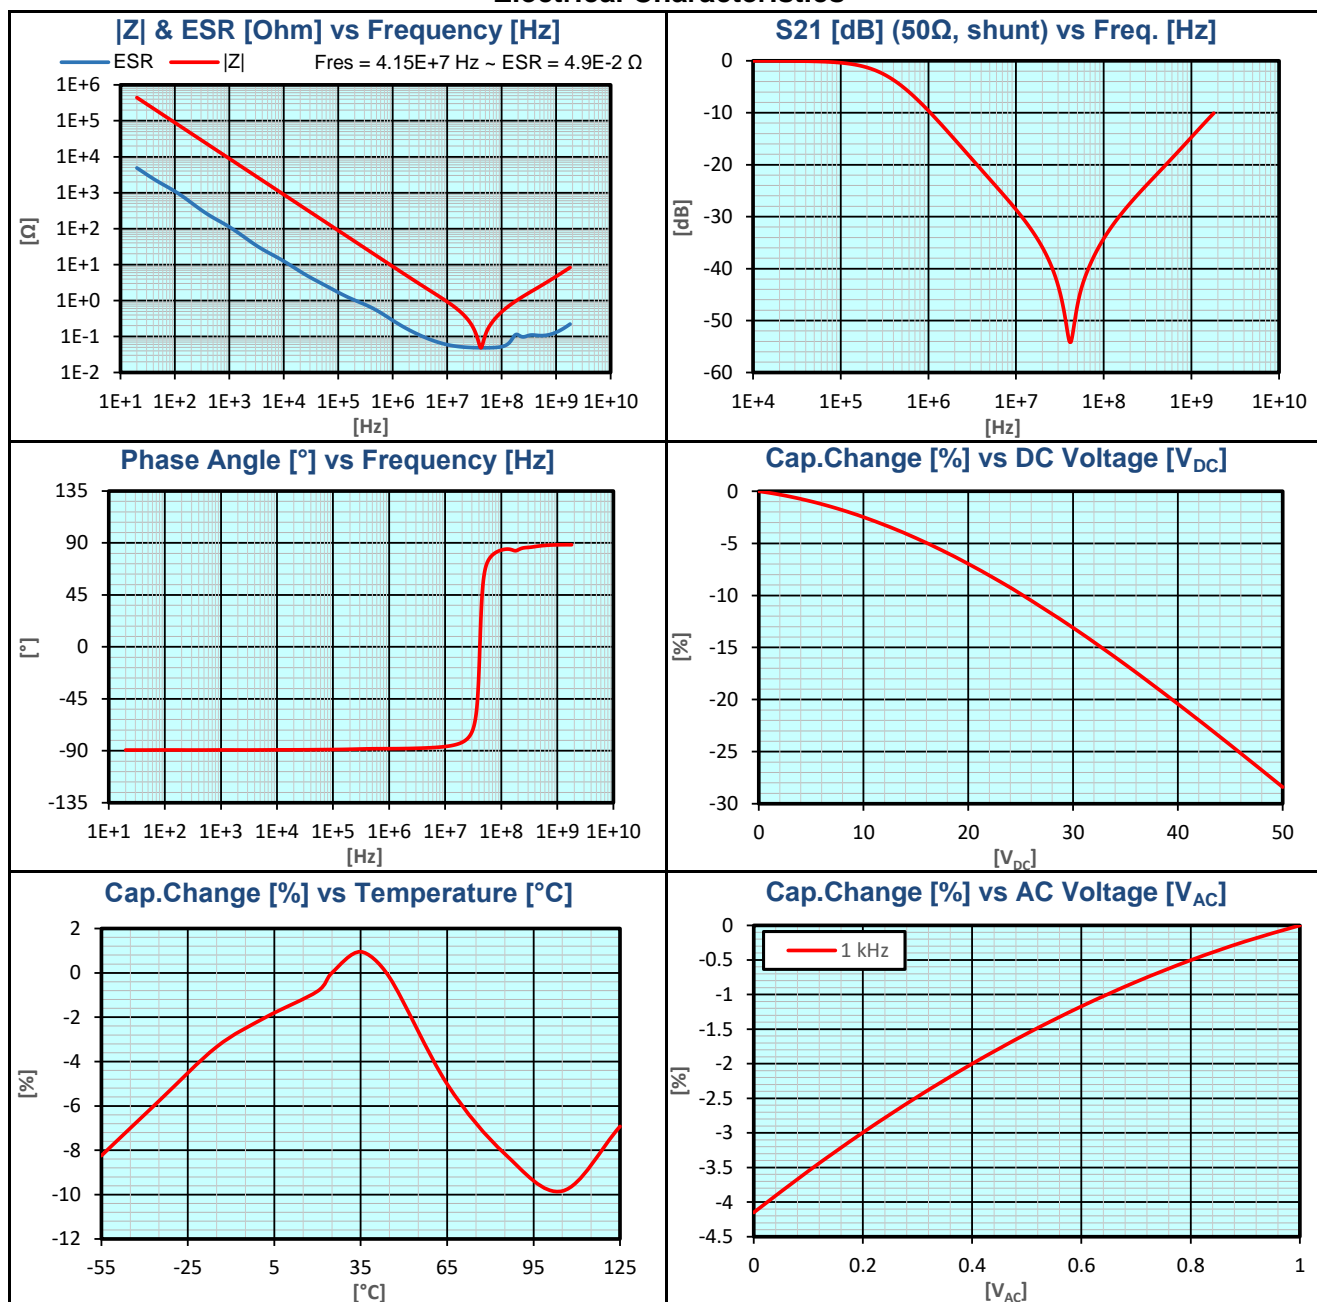 |Z| & ESR [Ohm] vs Frequency [Hz]
ESR |Z| Fres = 4.15E+7 Hz ~ ESR = 4.9E-2 Ω
1E+6
1E+5
1E+4
1E+3
1E+2
1E+1
1E+0
1E-1
1E-2
[Ω]
1E+1 1E+2 1E+3 1E+4 1E+5 1E+6 1E+7 1E+8 1E+9 1E+10
[Hz]
S21 [dB] (50Ω, shunt) vs Freq. [Hz]
0
-10
-20
-30
-40
-50
-60
[dB]
1E+4 1E+5 1E+6 1E+7 1E+8 1E+9 1E+10
[Hz]
Phase Angle [°] vs Frequency [Hz]
135
90
45
0
-45
-90
-135
[°]
1E+1 1E+2 1E+3 1E+4 1E+5 1E+6 1E+7 1E+8 1E+9 1E+10
[Hz]
Cap.Change [%] vs DC Voltage [VDC]
0
-5
-10
-15
-20
-25
-30
[%]
0 10 20 30 40 50
[VDC]
Cap.Change [%] vs Temperature [°C]
2
0
-2
-4
-6
-8
-10
-12
[%]
-55 -25 5 35 65 95 125
[°C]
Cap.Change [%] vs AC Voltage [VAC]
1 kHz
0
-0.5
-1
-1.5
-2
-2.5
-3
-3.5
-4
-4.5
[%]
0 0.2 0.4 0.6 0.8 1
[VAC]